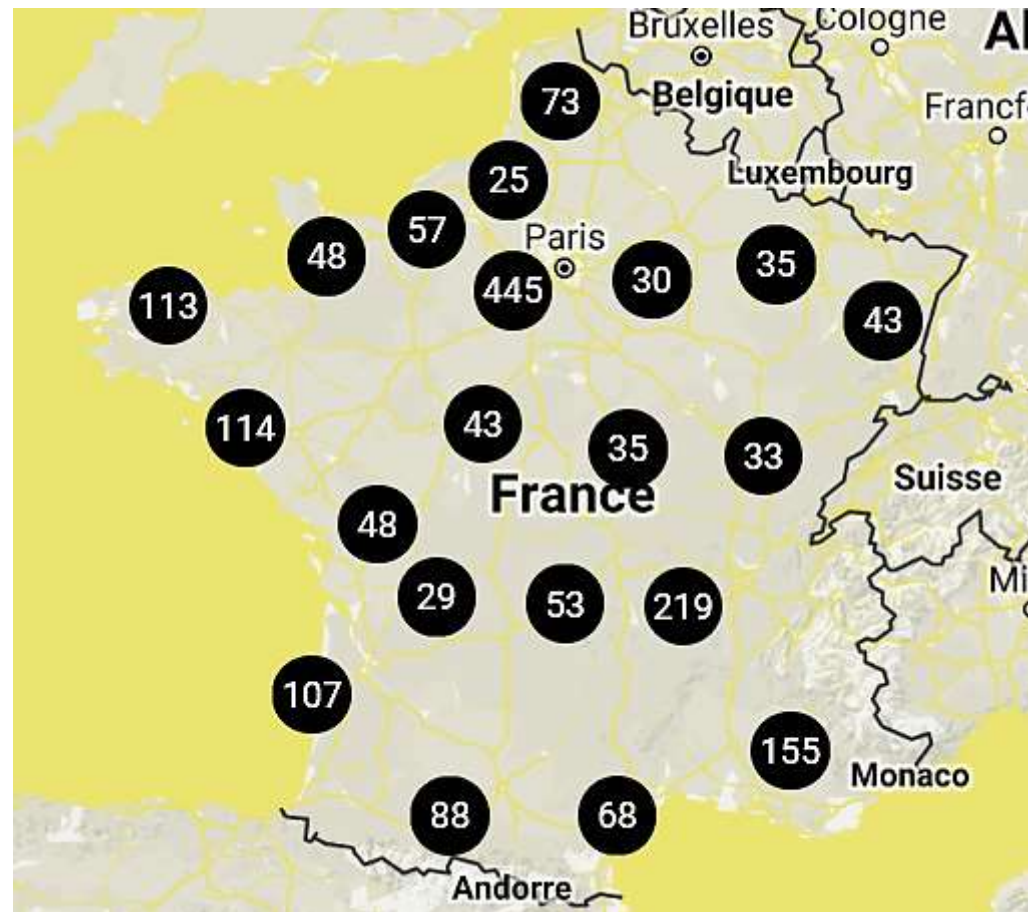 Bruxelles
Cologne
Al
73
Belgique
Francf
25
Luxembourg
57
Paris
48
35
30
445
113
43
43
114
35
33
Suisse
France
48
Mi
29
53
219
107
155
Monaco
88
68
Andorre